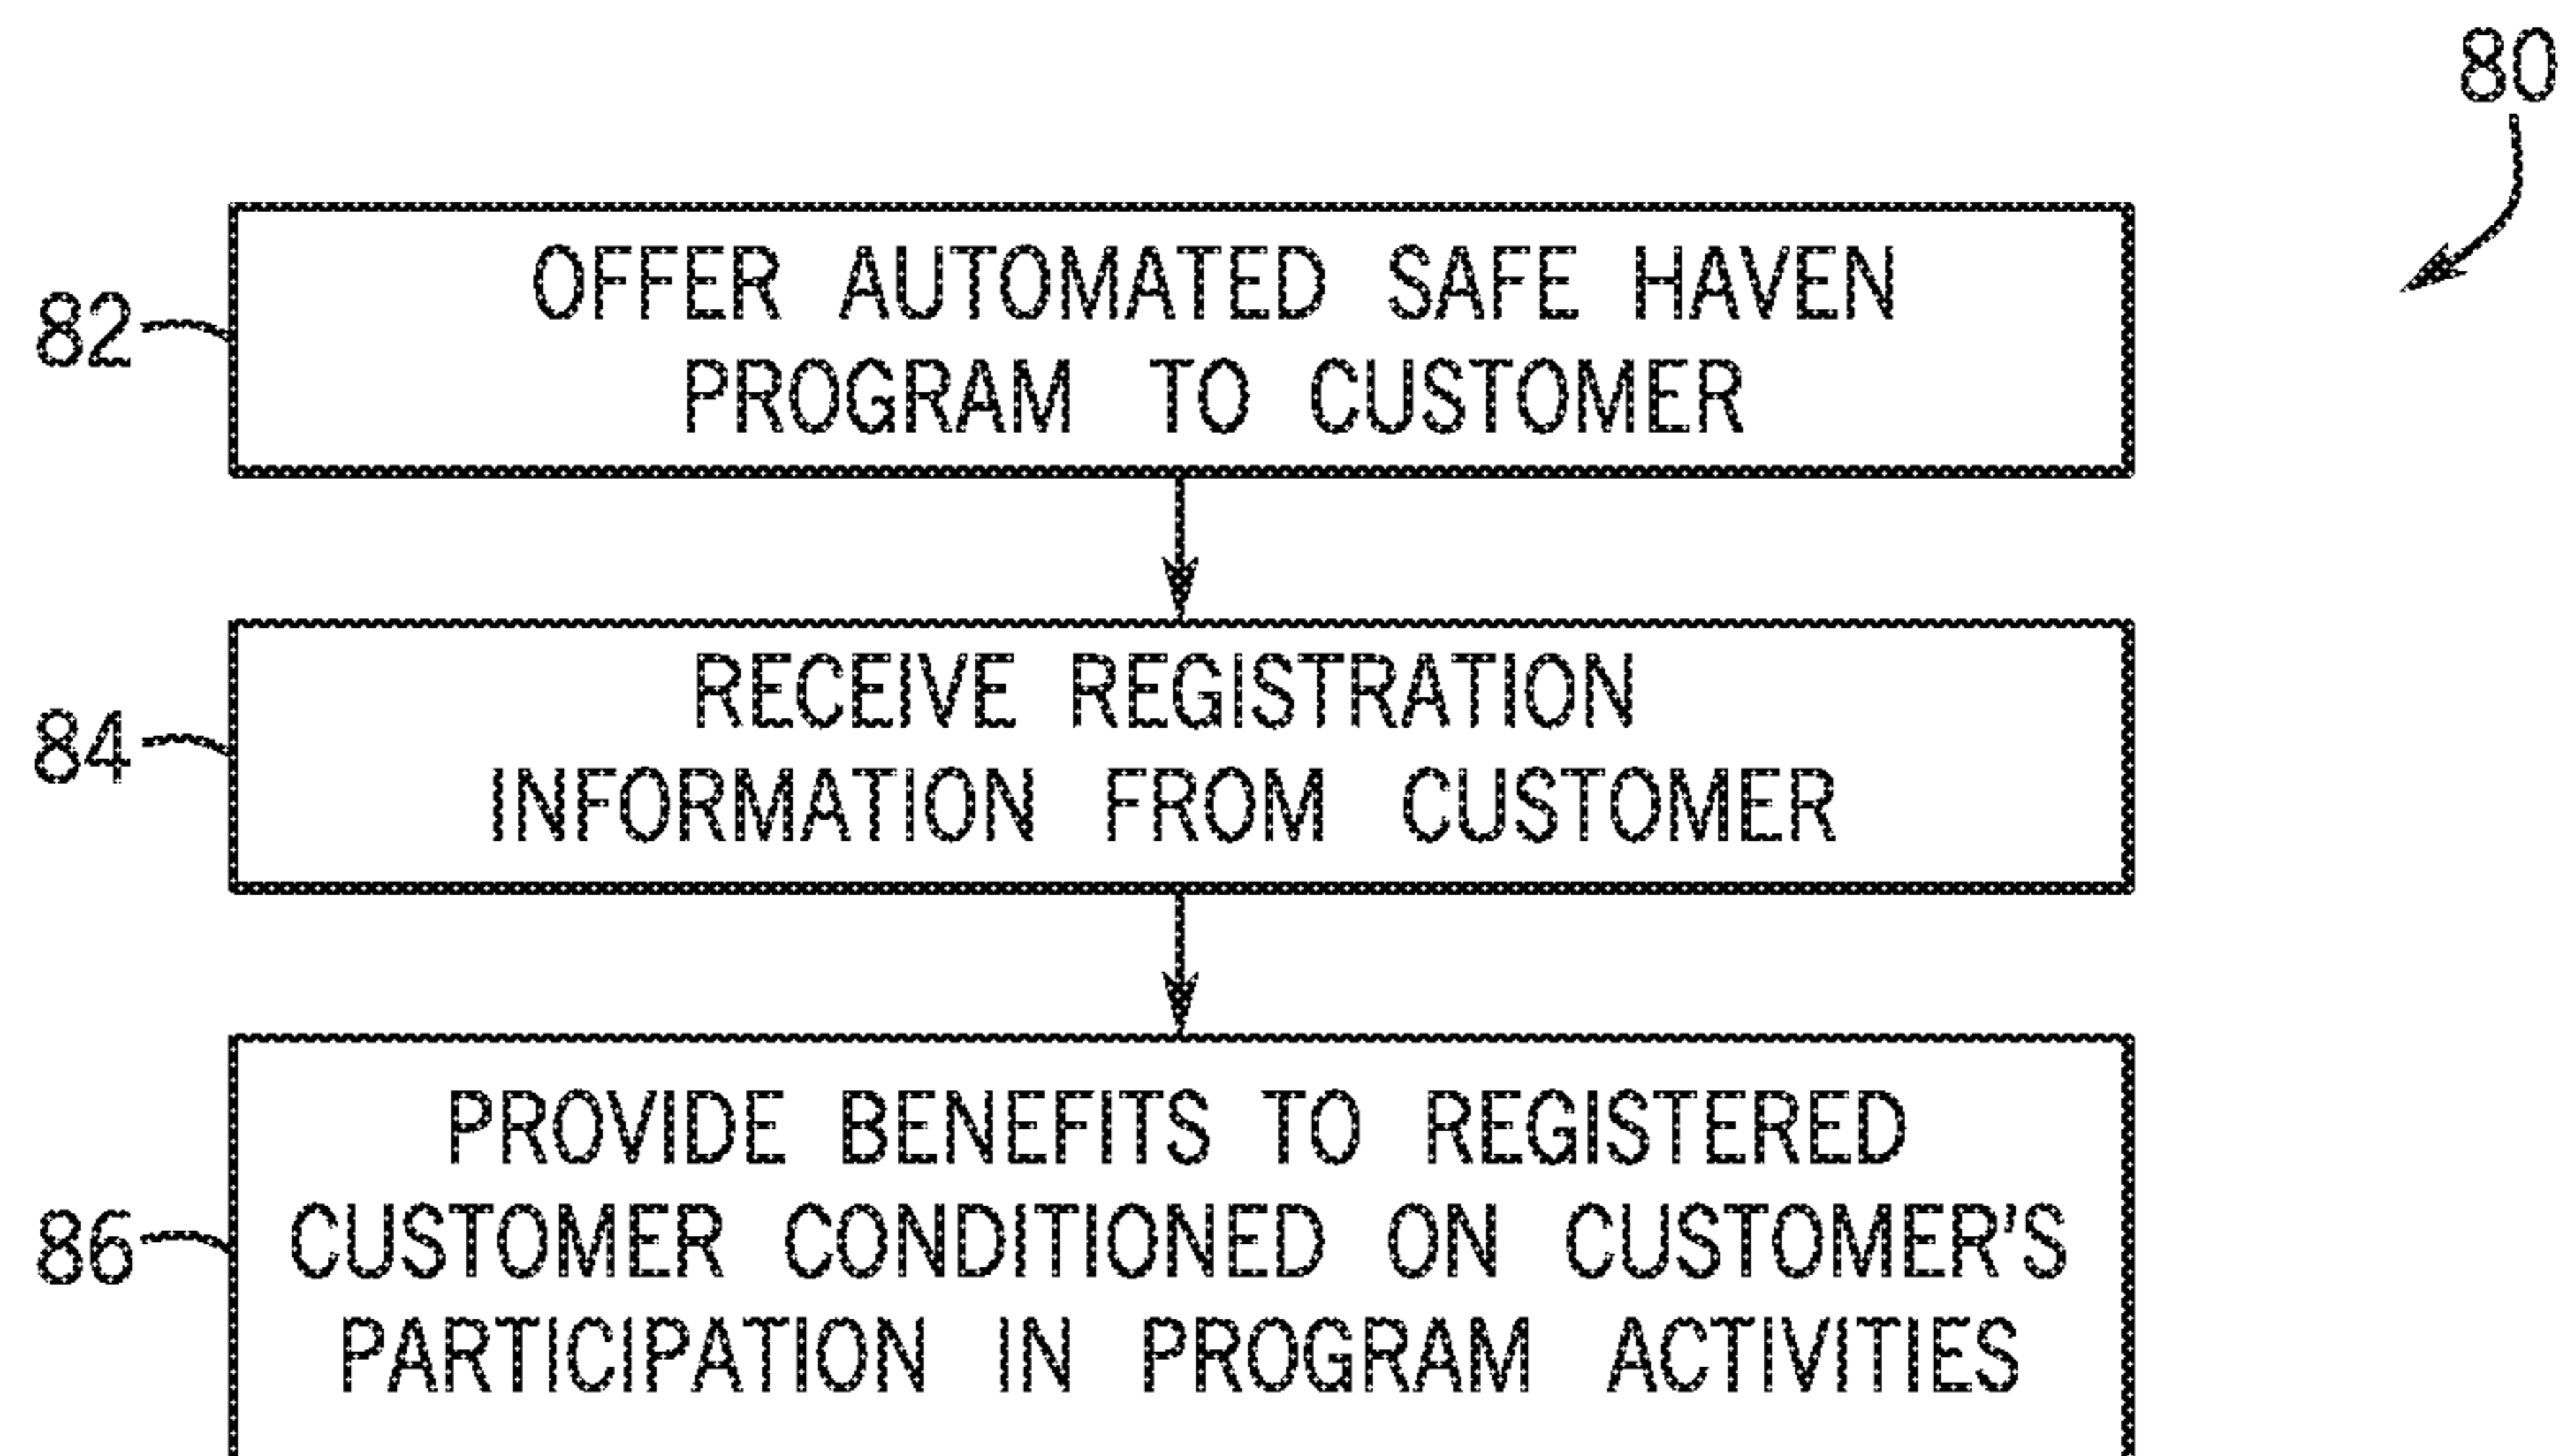 80
OFFER AUTOMATED SAFE HAVEN
PROGRAM TO CUSTOMER
82
RECEIVE REGISTRATION
INFORMATION FROM CUSTOMER
84
PROVIDE BENEFITS TO REGISTERED
CUSTOMER CONDITIONED ON CUSTOMER'S
PARTICIPATION IN PROGRAM ACTIVITIES
86